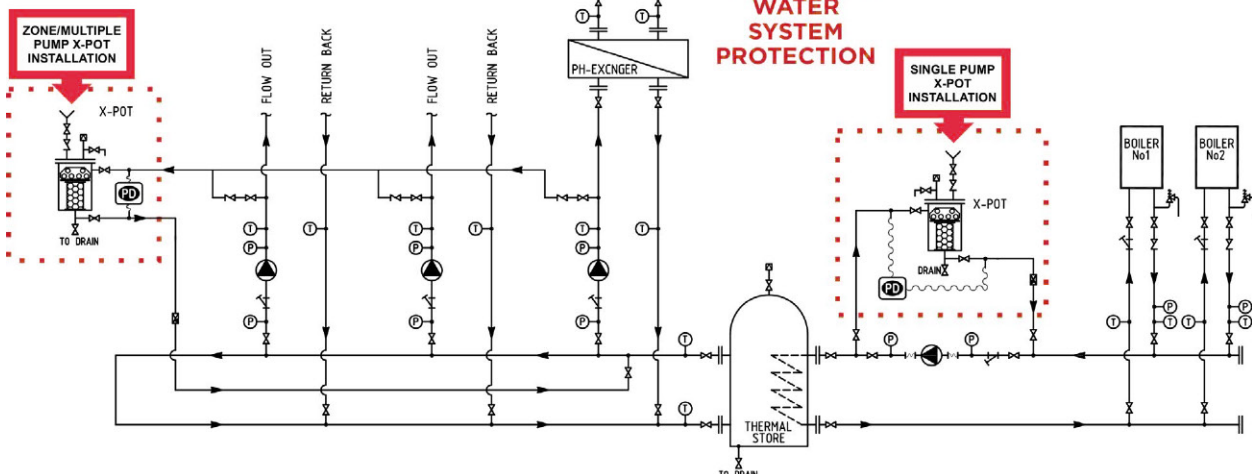 WATER
SYSTEM
PROTECTION
ZONE/MULTIPLE
PUMP X-POT
INSTALLATION
X-POT
PD
TO DRAIN
FLOW OUT
RETURN BACK
FLOW OUT
RETURN BACK
T
T
PH-EXCNGER
T
P
P
T
T
P
P
T
T
P
P
T
T
T
SINGLE PUMP
X-POT
INSTALLATION
X-POT
DRAIN
PD
P
P
BOILER
No1
BOILER
No2
T
P
T
T
P
T
THERMAL
STORE
TO DRAIN